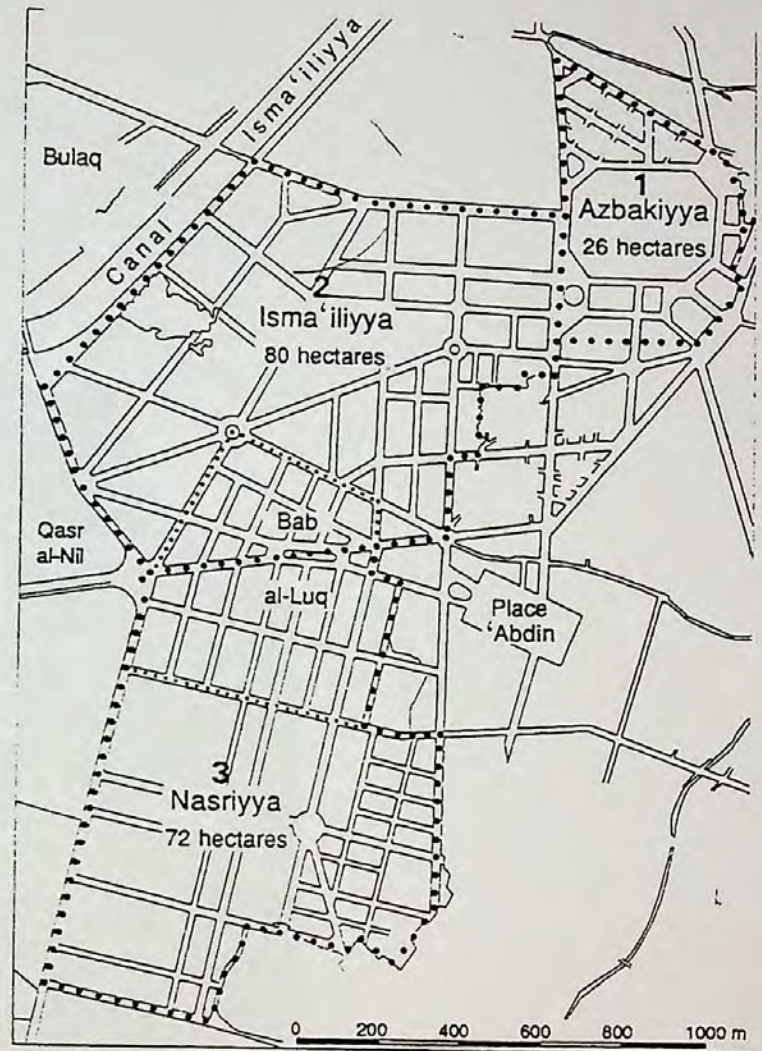 Isma‘iliyya
Canal
Bulaq
1
Azbakiyya
26 hectares
2
Isma‘iliyya
80 hectares
Qasr
al-Nil
Bab
al-Luq
Place
‘Abdin
3
Nasriyya
72 hectares
0 200 400 600 800 1000 m